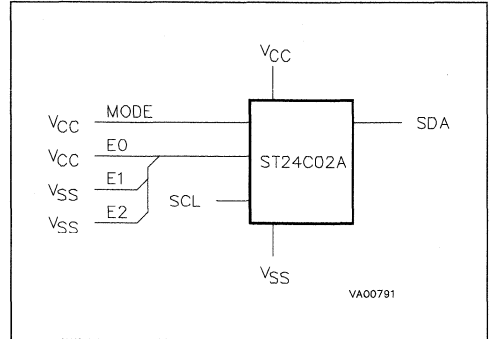 VCC
VCC MODE
SDA
VCC E0
ST24C02A
VSS E1
SCL
VSS E2
VSS
VA00791